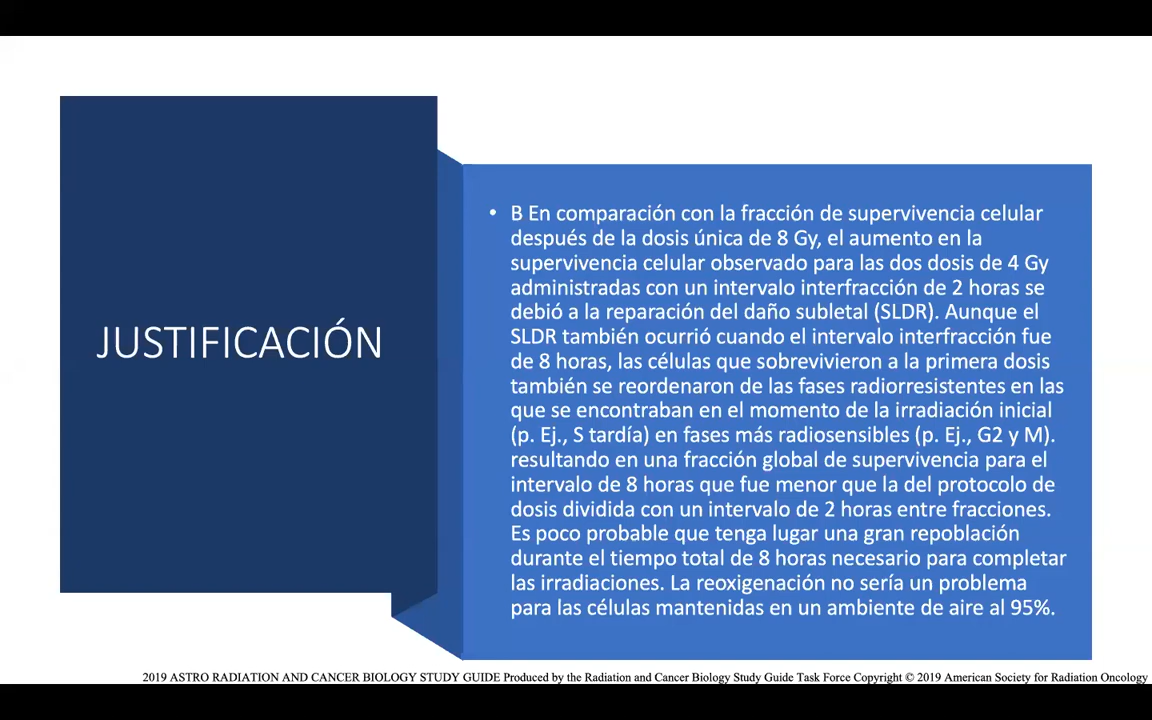 JUSTIFICACIÓN
• B En comparación con la fracción de supervivencia celular
después de la dosis única de 8 Gy, el aumento en la
supervivencia celular observado para las dos dosis de 4 Gy
administradas con un intervalo interfracción de 2 horas se
debió a la reparación del daño subletal (SLDR). Aunque el
SLDR también ocurrió cuando el intervalo interfracción fue
de 8 horas, las células que sobrevivieron a la primera dosis
también se reordenaron de las fases radiorresistentes en las
que se encontraban en el momento de la irradiación inicial
(p. Ej., S tardía) en fases más radiosensibles (p. Ej., G2 y M).
resultando en una fracción global de supervivencia para el
intervalo de 8 horas que fue menor que la del protocolo de
dosis dividida con un intervalo de 2 horas entre fracciones.
Es poco probable que tenga lugar una gran repoblación
durante el tiempo total de 8 horas necesario para completar
las irradiaciones. La reoxigenación no sería un problema
para las células mantenidas en un ambiente de aire al 95%.
2019 ASTRO RADIATION AND CANCER BIOLOGY STUDY GUIDE Produced by the Radiation and Cancer Biology Study Guide Task Force Copyright © 2019 American Society for Radiation Oncology